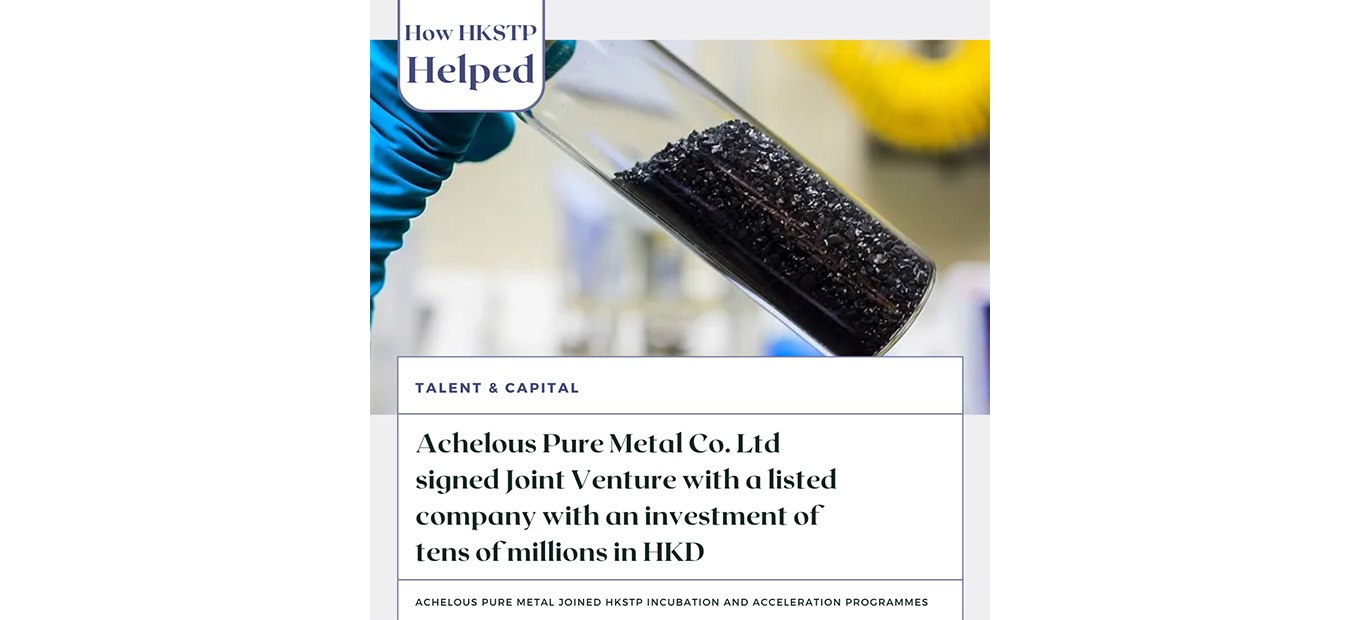 How HKSTP
Helped
TALENT & CAPITAL
Achelous Pure Metal Co. Ltd
signed Joint Venture with a listed
company with an investment of
tens of millions in HKD
ACHELOUS PURE METAL JOINED HKSTP INCUBATION AND ACCELERATION PROGRAMMES